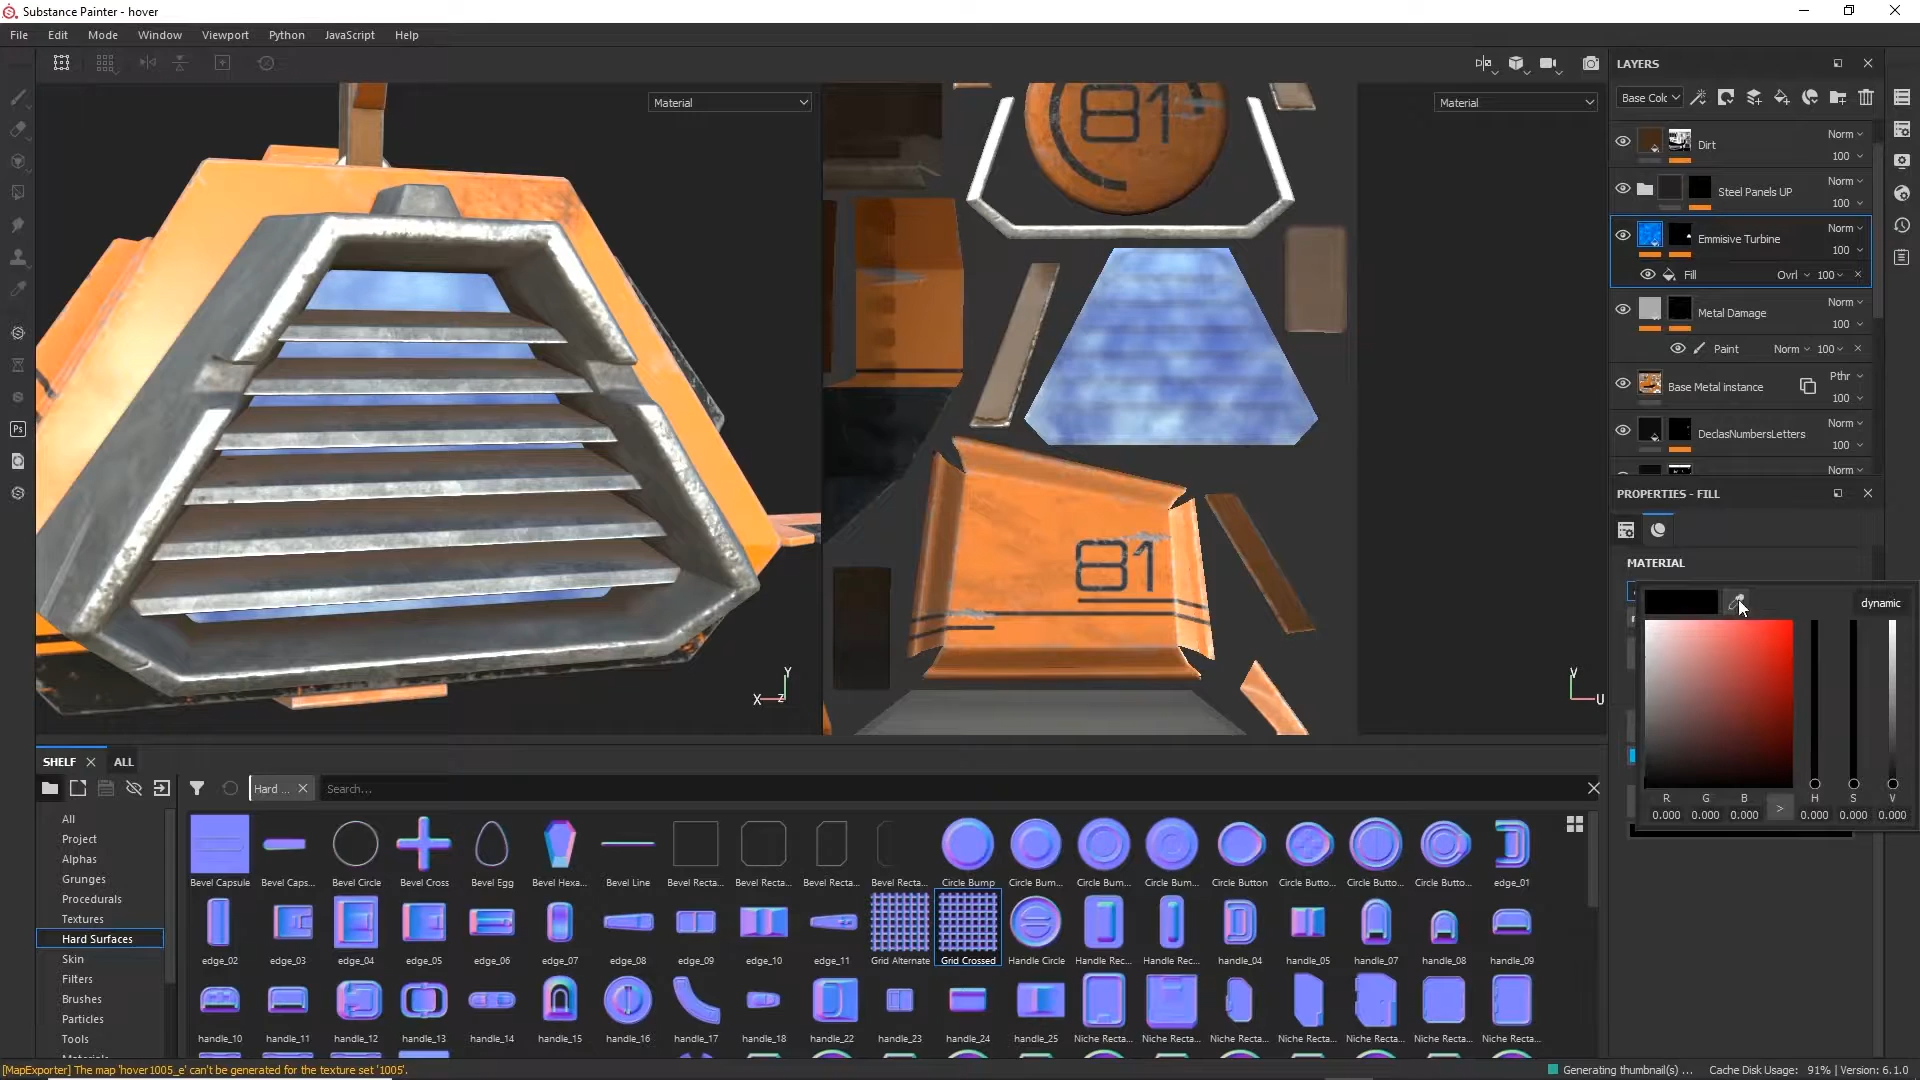 Substance Painter - hover
File Edit Mode Window Viewport Python JavaScript Help
Material
Material
81
81
X Z Y
V U
LAYERS
Base Colc
Dirt Norm 100
Steel Panels UP Norm 100
Emmisive Turbine Norm 100
Fill Ovrl 100
Metal Damage Norm 100
Paint Norm 100
Base Metal instance Pthr 100
DeclasNumbersLetters Norm 100
Norm
PROPERTIES - FILL
MATERIAL
dynamic
R G B > H S V
0.000 0.000 0.000 0.000 0.000 0.000
SHELF ALL
Hard ... Search...
All
Project
Alphas
Grunges
Procedurals
Textures
Hard Surfaces
Skin
Filters
Brushes
Particles
Tools
Materials
Bevel Capsule Bevel Caps... Bevel Circle Bevel Cross Bevel Egg Bevel Hexa... Bevel Line Bevel Recta... Bevel Recta... Bevel Recta... Bevel Recta... Circle Bump Circle Bum... Circle Bum... Circle Bum... Circle Button Circle Butto... Circle Butto... Circle Butto... edge_01
edge_02 edge_03 edge_04 edge_05 edge_06 edge_07 edge_08 edge_09 edge_10 edge_11 Grid Alternate Grid Crossed Handle Circle Handle Rec... Handle Rec... handle_04 handle_05 handle_07 handle_08 handle_09
handle_10 handle_11 handle_12 handle_13 handle_14 handle_15 handle_16 handle_17 handle_18 handle_22 handle_23 handle_24 handle_25 Niche Recta... Niche Recta... Niche Recta... Niche Recta... Niche Recta... Niche Recta... Niche Recta...
[MapExporter] The map 'hover1005_e' can't be generated for the texture set '1005'.
Generating thumbnail(s) ... Cache Disk Usage: 91% | Version: 6.1.0
Ps